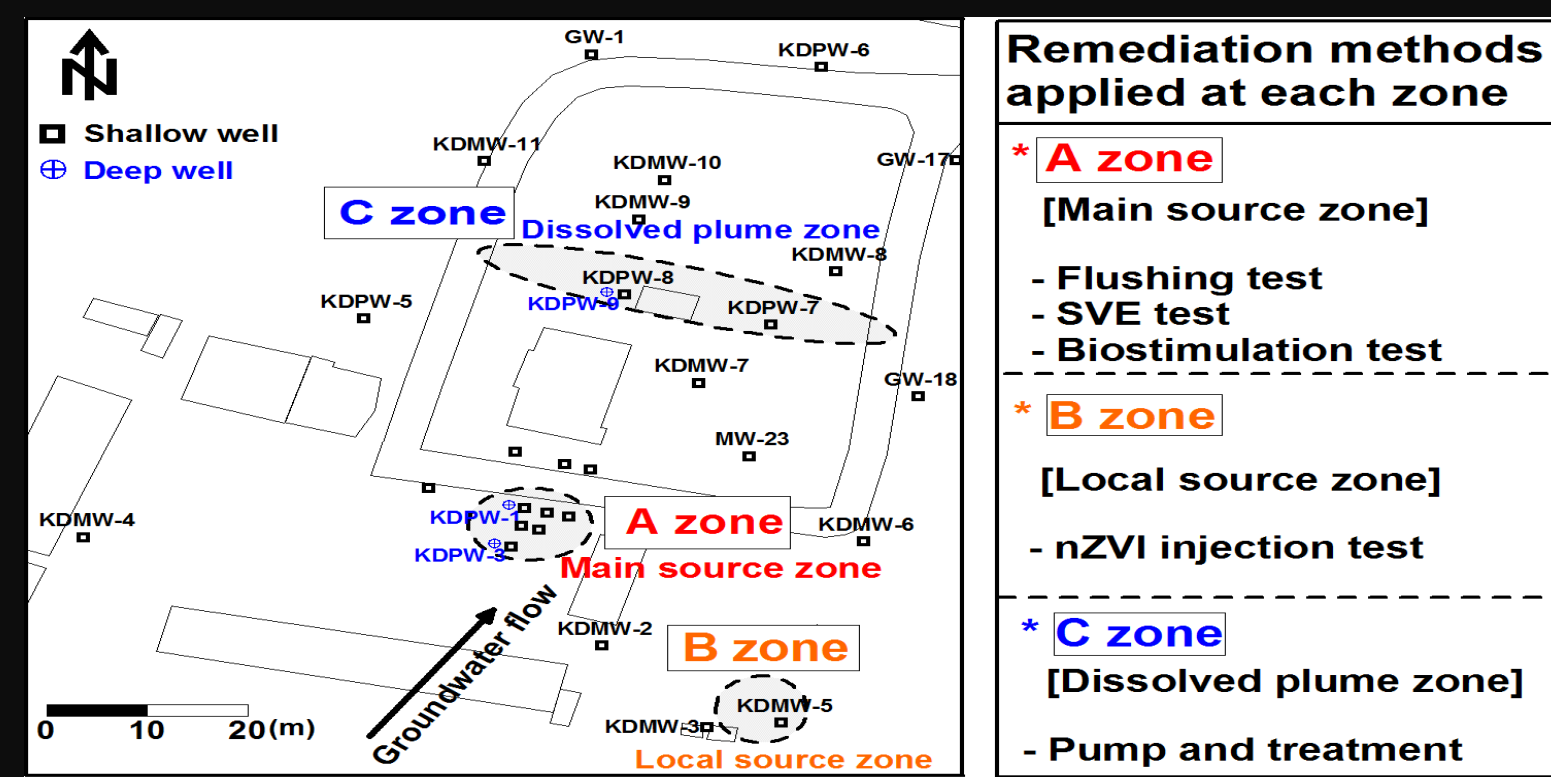 N
GW-1
KDPW-6
Shallow well
Deep well
KDMW-11
KDMW-10
GW-17
C zone
KDMW-9
Dissolved plume zone
KDMW-8
KDPW-8
KDPW-9
KDPW-7
KDPW-5
KDMW-7
GW-18
MW-23
KDMW-4
KDPW-1
A zone
KDMW-6
KDPW-3
Main source zone
Groundwater flow
KDMW-2
B zone
KDMW-5
KDMW-3
0 10 20(m)
Local source zone
Remediation methods
applied at each zone
* A zone
[Main source zone]
- Flushing test
- SVE test
- Biostimulation test
* B zone
[Local source zone]
- nZVI injection test
* C zone
[Dissolved plume zone]
- Pump and treatment